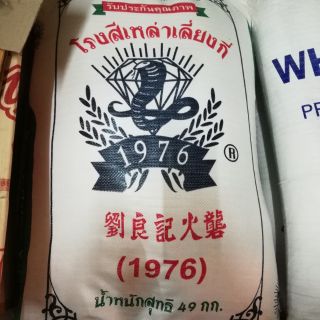 รับประกันคุณภาพ
โรงสีเหล่าเลี่ยงกี่
1976
®
劉良記火礱
(1976)
น้ำหนักสุทธิ 49 กก.
WH
PR